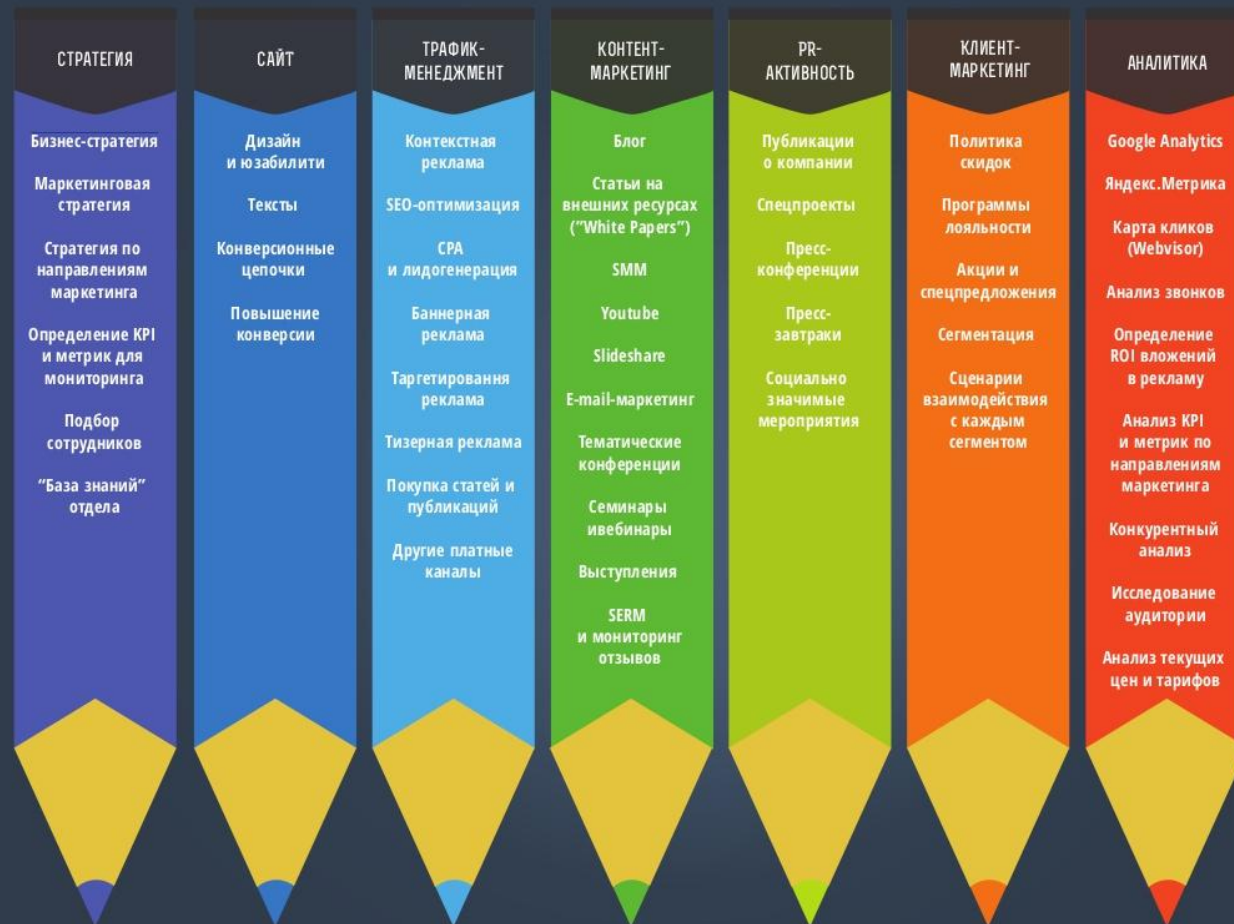 СТРАТЕГИЯ
Бизнес-стратегия
Маркетинговая
стратегия
Стратегия по
направлениям
маркетинга
Определение KPI
и метрик для
мониторинга
Подбор
сотрудников
“База знаний”
отдела
САЙТ
Дизайн
и юзабилити
Тексты
Конверсионные
цепочки
Повышение
конверсии
ТРАФИК-
МЕНЕДЖМЕНТ
Контекстная
реклама
SEO-оптимизация
CPA
и лидогенерация
Баннерная
реклама
Таргетировання
реклама
Тизерная реклама
Покупка статей и
публикаций
Другие платные
каналы
КОНТЕНТ-
МАРКЕТИНГ
Блог
Статьи на
внешних ресурсах
(”White Papers”)
SMM
Youtube
Slideshare
E-mail-маркетинг
Тематические
конференции
Семинары
ивебинары
Выступления
SERM
и мониторинг
отзывов
PR-
АКТИВНОСТЬ
Публикации
о компании
Спецпроекты
Пресс-
конференции
Пресс-
завтраки
Социально
значимые
мероприятия
КЛИЕНТ-
МАРКЕТИНГ
Политика
скидок
Программы
лояльности
Акции и
спецпредложения
Сегментация
Сценарии
взаимодействия
с каждым
сегментом
АНАЛИТИКА
Google Analytics
Яндекс.Метрика
Карта кликов
(Webvisor)
Анализ звонков
Определение
ROI вложений
в рекламу
Анализ KPI
и метрик по
направлениям
маркетинга
Конкурентный
анализ
Исследование
аудитории
Анализ текущих
цен и тарифов